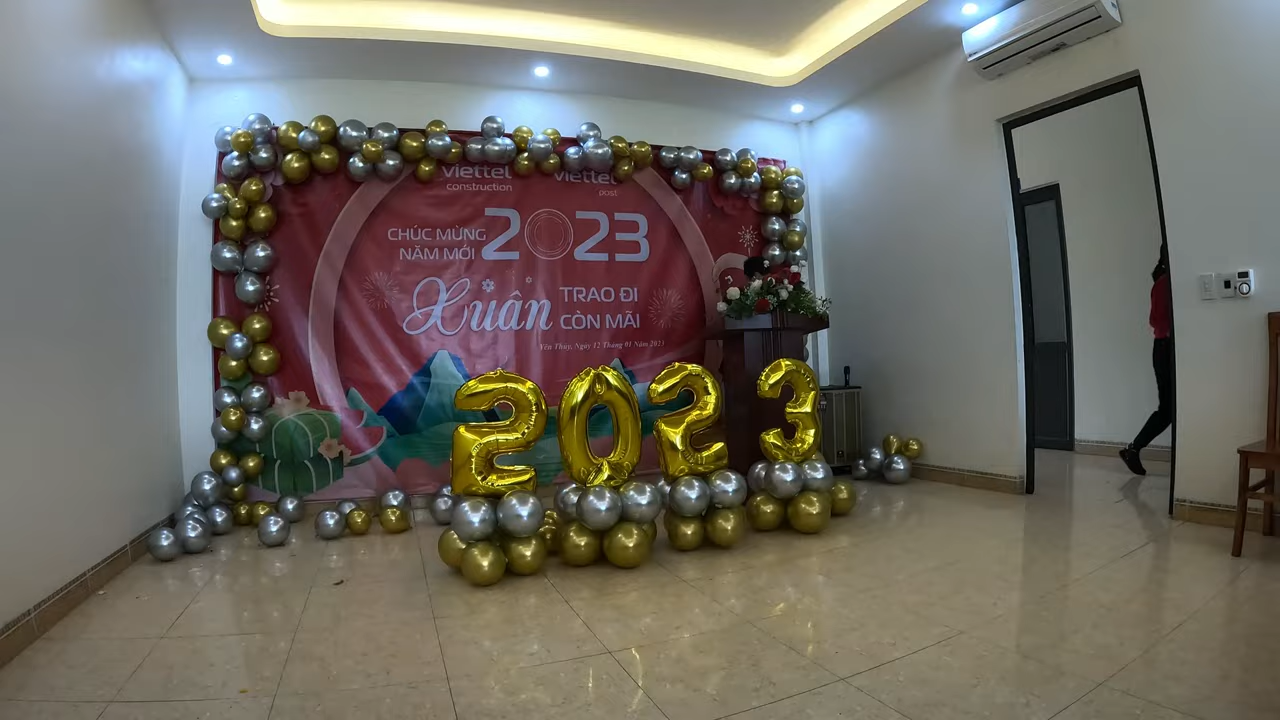 viettel construction
viettel post
CHÚC MỪNG NĂM MỚI 2023
Xuân TRAO ĐI CÒN MÃI
Yên Thủy, Ngày 12 Tháng 01 Năm 2023
2023